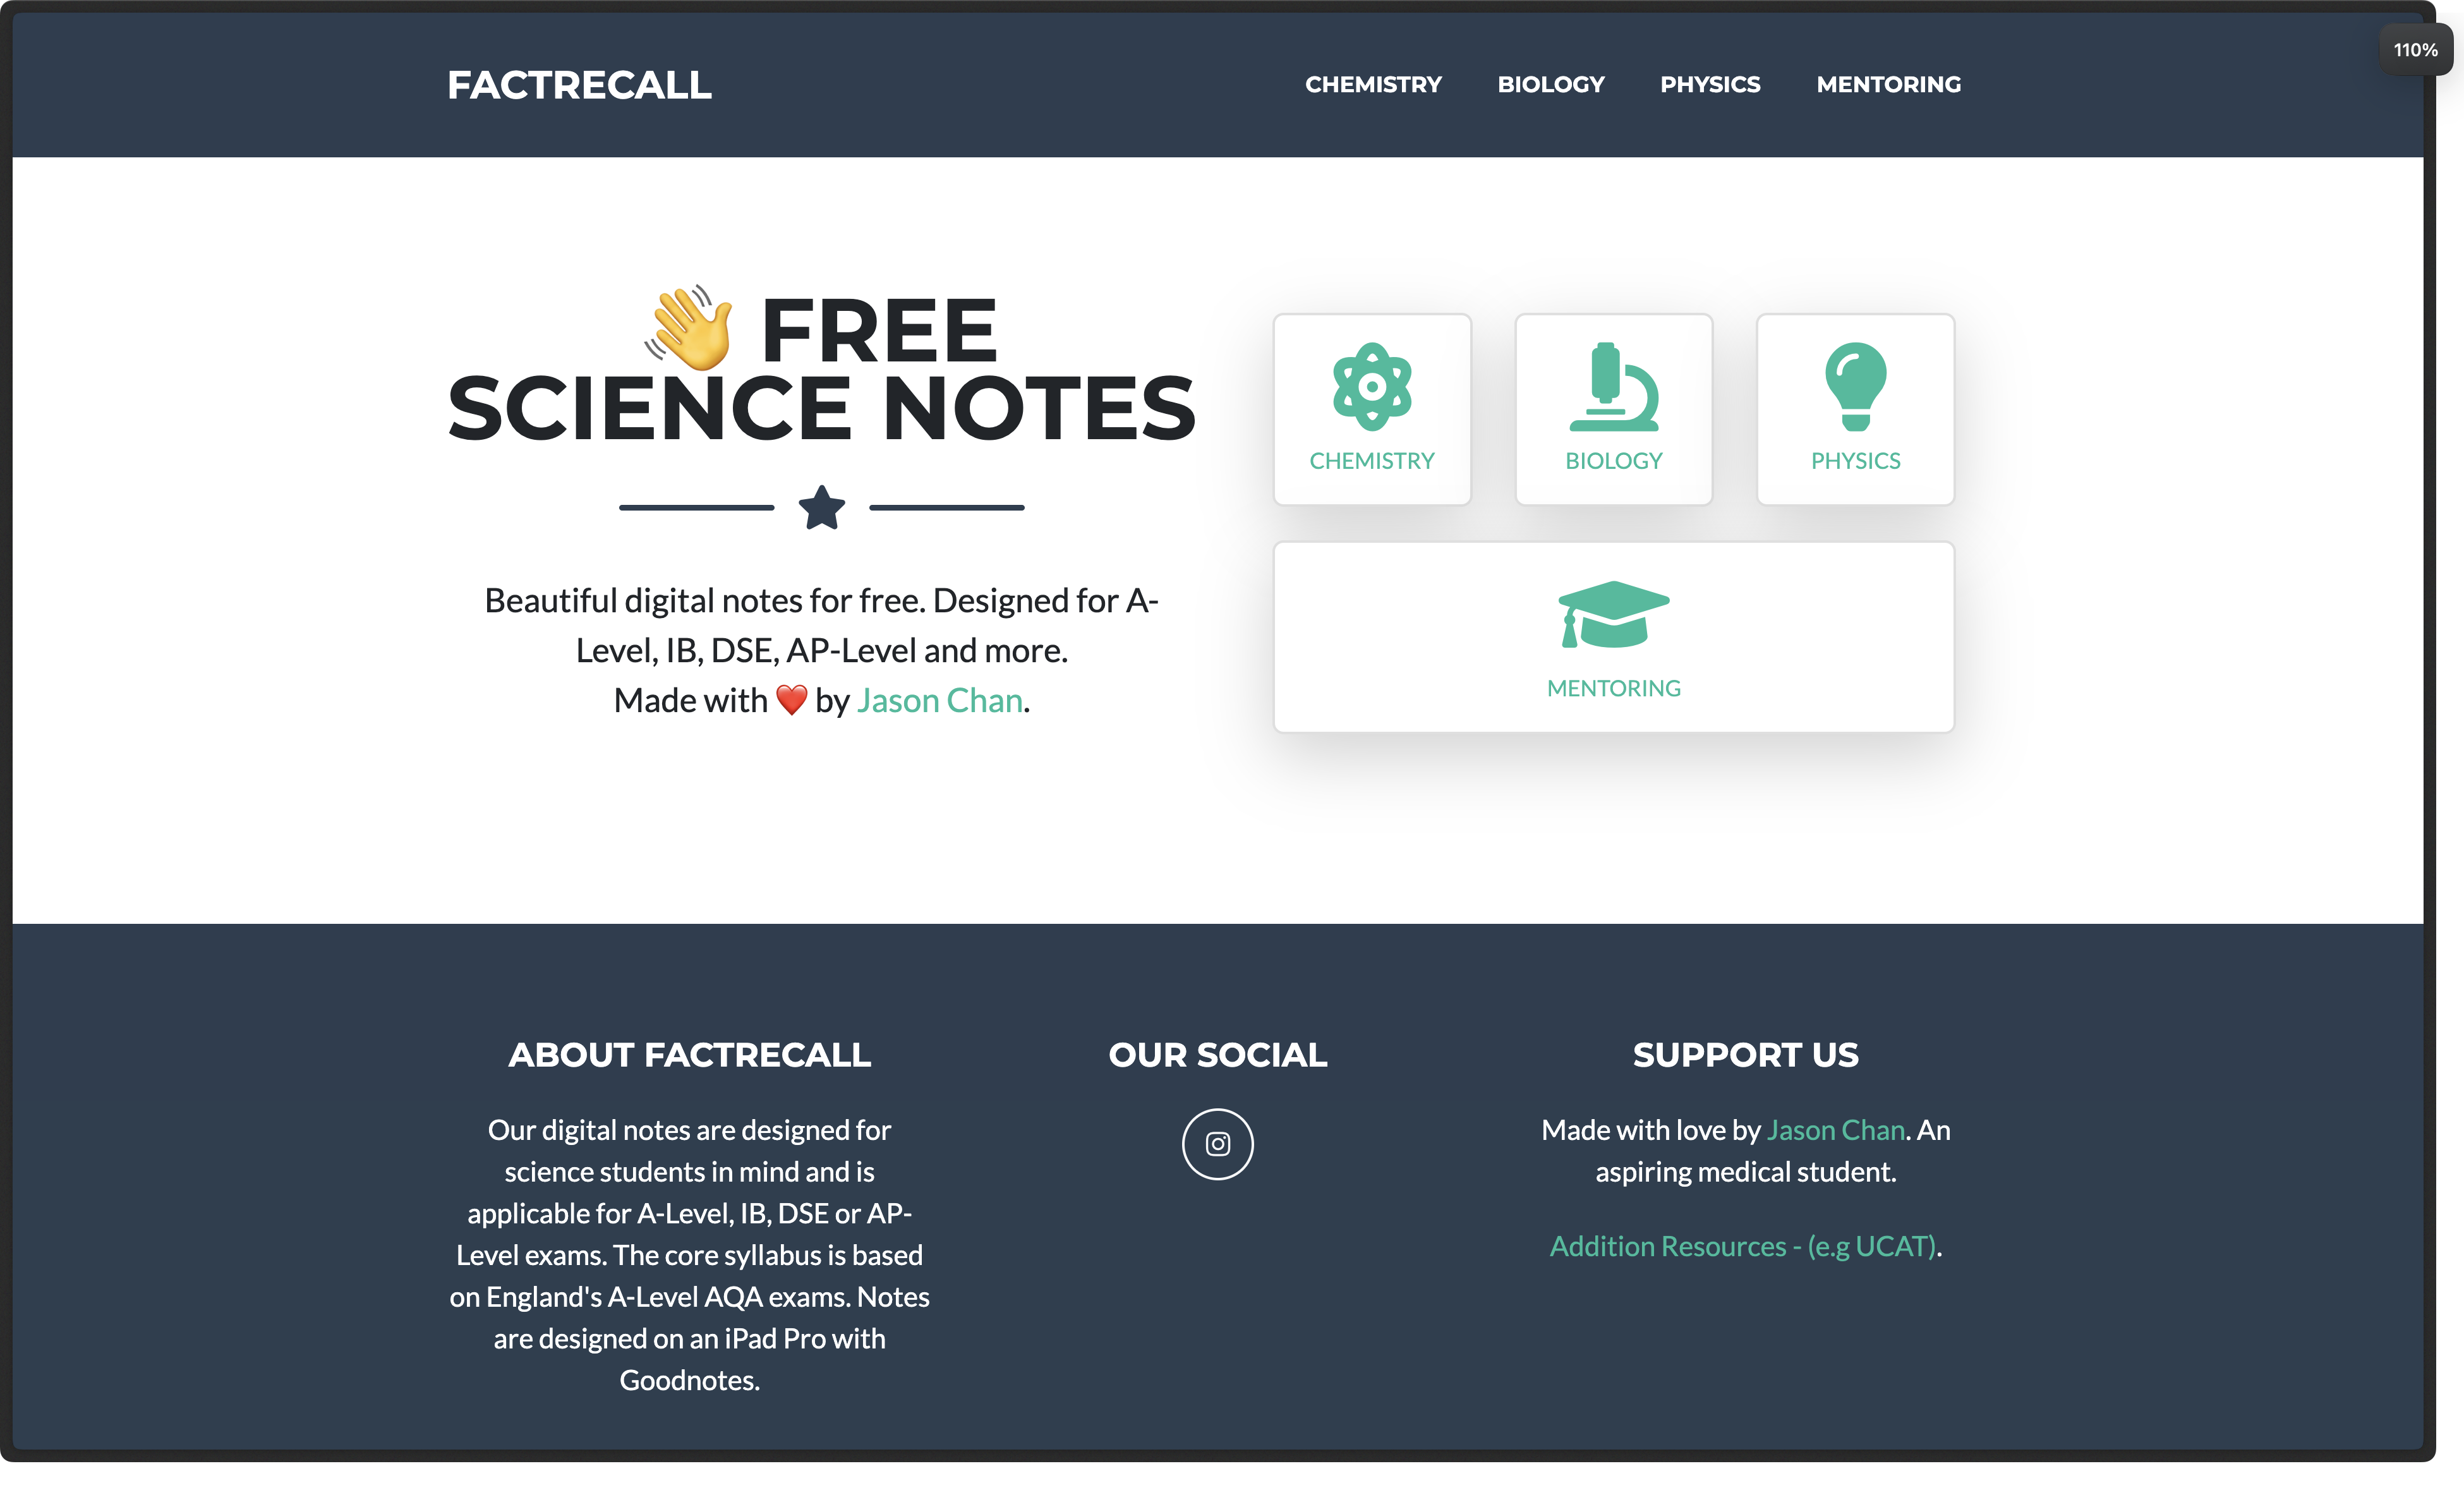 FACTRECALL
CHEMISTRY BIOLOGY PHYSICS MENTORING
110%
👋 FREE
SCIENCE NOTES
Beautiful digital notes for free. Designed for A-
Level, IB, DSE, AP-Level and more.
Made with ❤️ by Jason Chan.
CHEMISTRY
BIOLOGY
PHYSICS
MENTORING
ABOUT FACTRECALL
Our digital notes are designed for
science students in mind and is
applicable for A-Level, IB, DSE or AP-
Level exams. The core syllabus is based
on England's A-Level AQA exams. Notes
are designed on an iPad Pro with
Goodnotes.
OUR SOCIAL
SUPPORT US
Made with love by Jason Chan. An
aspiring medical student.
Addition Resources - (e.g UCAT).